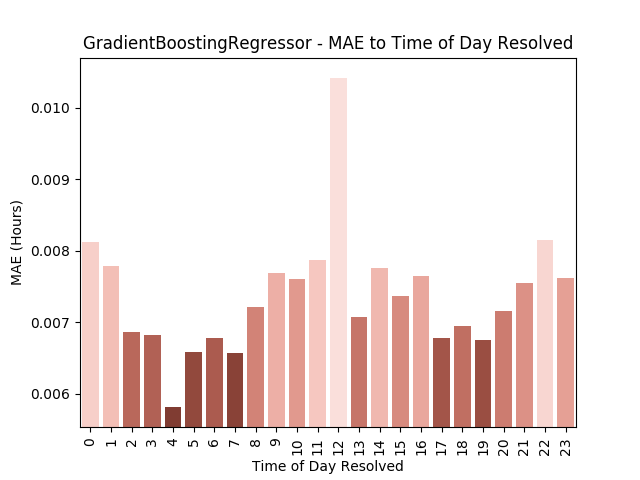 GradientBoostingRegressor - MAE to Time of Day Resolved
0.010
0.009
0.008
0.007
0.006
MAE (Hours)
0 1 2 3 4 5 6 7 8 9 10 11 12 13 14 15 16 17 18 19 20 21 22 23
Time of Day Resolved